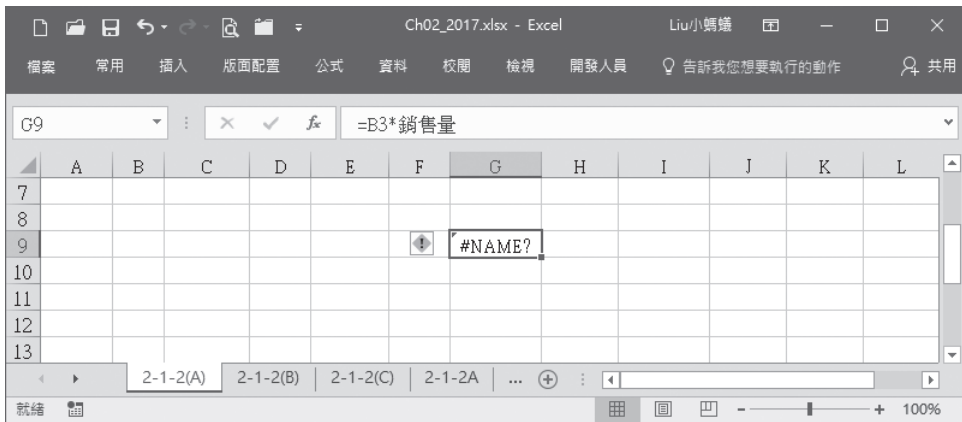 Ch02_2017.xlsx - Excel Liu小螞蟻
檔案 常用 插入 版面配置 公式 資料 校閱 檢視 開發人員 告訴我您想要執行的動作 共用
G9 fx =B3*銷售量
A B C D E F G H I J K L
7
8
9 #NAME?
10
11
12
13
2-1-2(A) 2-1-2(B) 2-1-2(C) 2-1-2A ...
就緒 100%